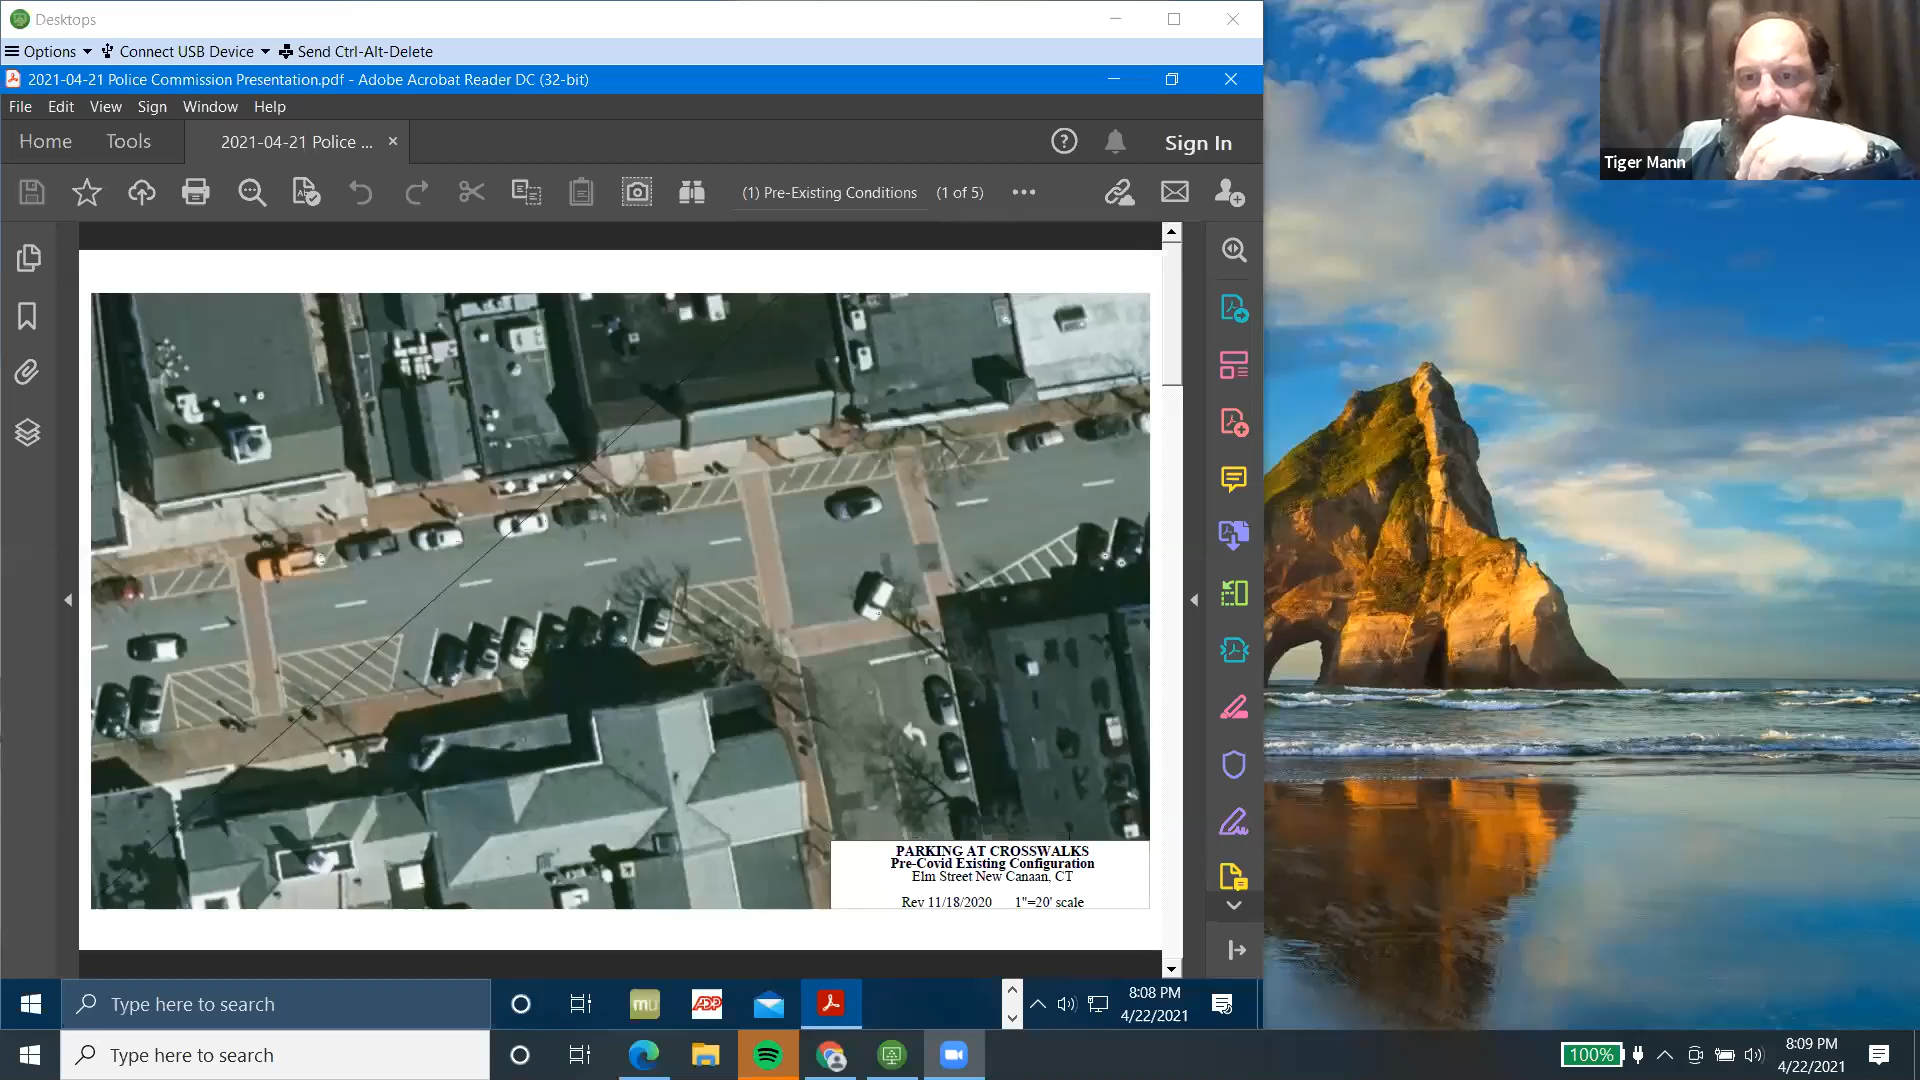 Desktops
Options Connect USB Device Send Ctrl-Alt-Delete
2021-04-21 Police Commission Presentation.pdf - Adobe Acrobat Reader DC (32-bit)
File Edit View Sign Window Help
Home Tools 2021-04-21 Police ... × Sign In
(1) Pre-Existing Conditions (1 of 5)
Tiger Mann
PARKING AT CROSSWALKS
Pre-Covid Existing Configuration
Elm Street New Canaan, CT
Rev 11/18/2020 1"=20' scale
Type here to search
mu
ADP
8:08 PM
4/22/2021
Type here to search
100%
8:09 PM
4/22/2021